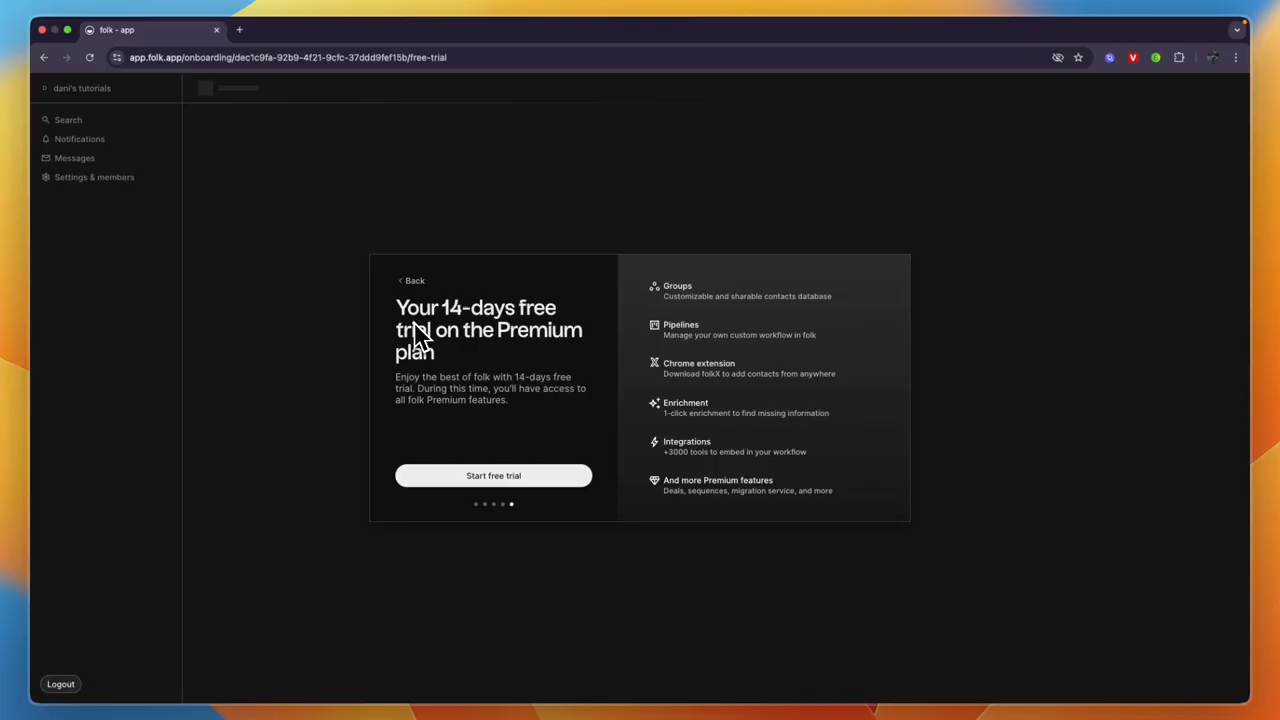 folk - app
app.folk.app/onboarding/dec1c9fa-92b9-4f21-9cfc-37ddd9fef15b/free-trial
D dani's tutorials
Search
Notifications
Messages
Settings & members
Back
Your 14-days free
trial on the Premium
plan
Enjoy the best of folk with 14-days free
trial. During this time, you'll have access to
all folk Premium features.
Start free trial
Groups
Customizable and sharable contacts database
Pipelines
Manage your own custom workflow in folk
Chrome extension
Download folkX to add contacts from anywhere
Enrichment
1-click enrichment to find missing information
Integrations
+3000 tools to embed in your workflow
And more Premium features
Deals, sequences, migration service, and more
Logout